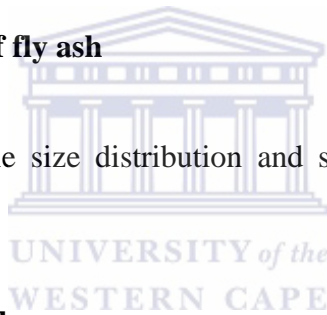 f fly ash
e size distribution and s
UNIVERSITY of the
WESTERN CAPE